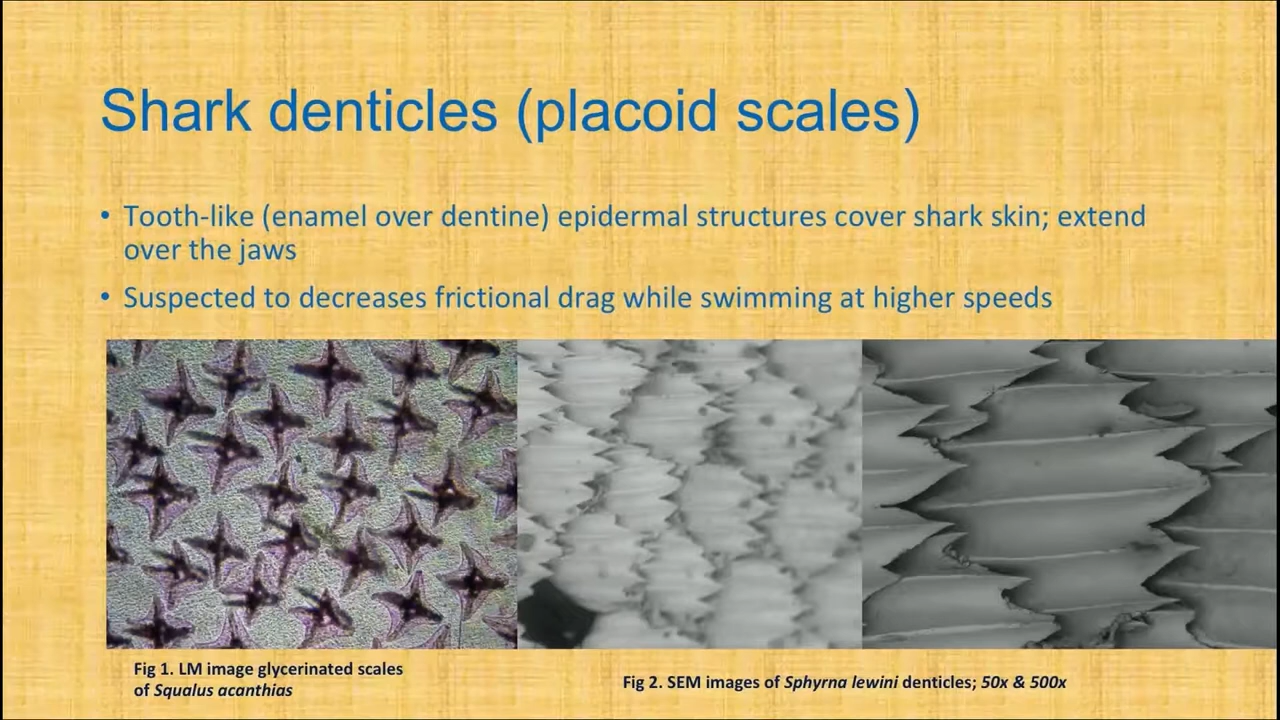 Shark denticles (placoid scales)
• Tooth-like (enamel over dentine) epidermal structures cover shark skin; extend
over the jaws
• Suspected to decreases frictional drag while swimming at higher speeds
Fig 1. LM image glycerinated scales
of Squalus acanthias
Fig 2. SEM images of Sphyrna lewini denticles; 50x & 500x